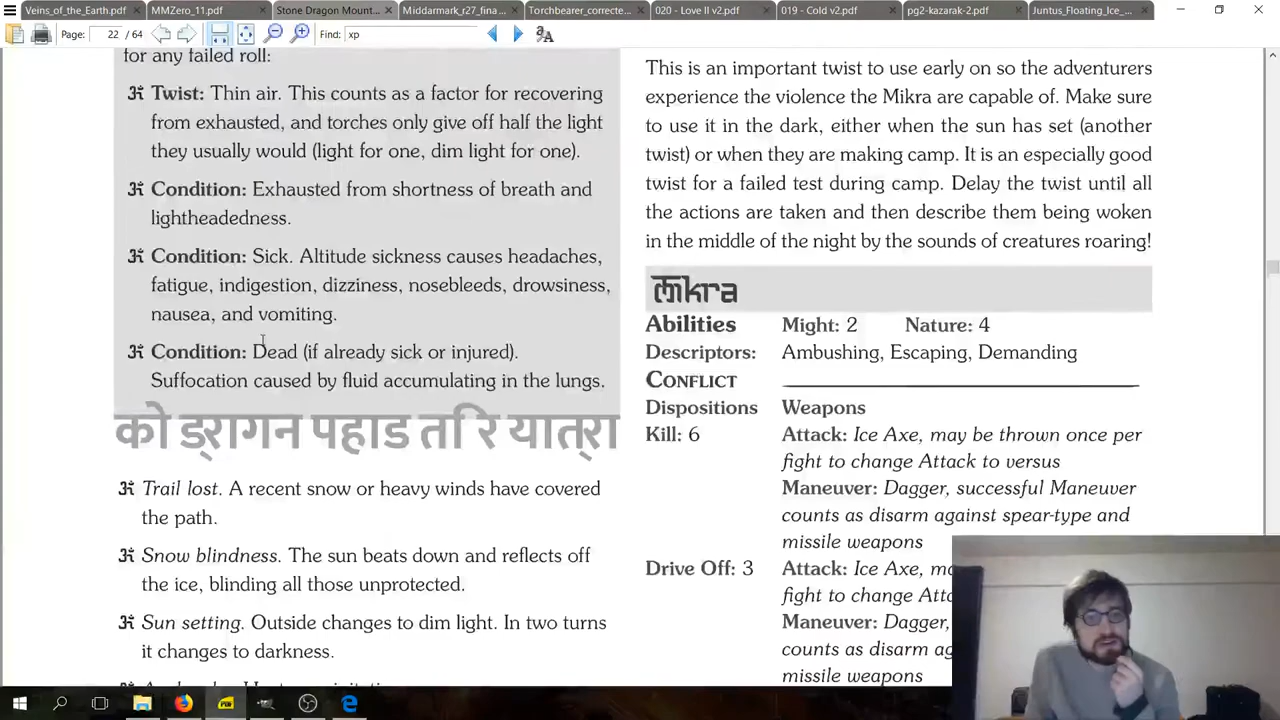 Veins_of_the_Earth.pdf
MMZero_11.pdf
Stone Dragon Mount...
Middarmark_r27_fina...
Torchbearer_correcte...
020 - Love II v2.pdf
019 - Cold v2.pdf
pg2-kazarak-2.pdf
Juntus_Floating_Ice_...
Page: 22 / 64
Find: xp
for any failed roll:
ॐ Twist: Thin air. This counts as a factor for recovering
from exhausted, and torches only give off half the light
they usually would (light for one, dim light for one).
ॐ Condition: Exhausted from shortness of breath and
lightheadedness.
ॐ Condition: Sick. Altitude sickness causes headaches,
fatigue, indigestion, dizziness, nosebleeds, drowsiness,
nausea, and vomiting.
ॐ Condition: Dead (if already sick or injured).
Suffocation caused by fluid accumulating in the lungs.
को ड्रागन पहाड तारि यात्रा
ॐ Trail lost. A recent snow or heavy winds have covered
the path.
ॐ Snow blindness. The sun beats down and reflects off
the ice, blinding all those unprotected.
ॐ Sun setting. Outside changes to dim light. In two turns
it changes to darkness.
This is an important twist to use early on so the adventurers
experience the violence the Mikra are capable of. Make sure
to use it in the dark, either when the sun has set (another
twist) or when they are making camp. It is an especially good
twist for a failed test during camp. Delay the twist until all
the actions are taken and then describe them being woken
in the middle of the night by the sounds of creatures roaring!
Mikra
Abilities Might: 2 Nature: 4
Descriptors: Ambushing, Escaping, Demanding
CONFLICT
Dispositions Weapons
Kill: 6 Attack: Ice Axe, may be thrown once per
fight to change Attack to versus
Maneuver: Dagger, successful Maneuver
counts as disarm against spear-type and
missile weapons
Drive Off: 3 Attack: Ice Axe,
fight to change
Maneuver: Dagger,
counts as disarm
missile weapons